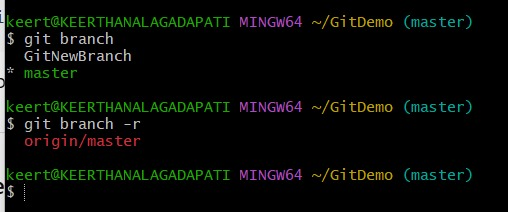 keert@KEERTHANALAGADAPATI MINGW64 ~/GitDemo (master)
$ git branch
  GitNewBranch
* master

keert@KEERTHANALAGADAPATI MINGW64 ~/GitDemo (master)
$ git branch -r
  origin/master

keert@KEERTHANALAGADAPATI MINGW64 ~/GitDemo (master)
$